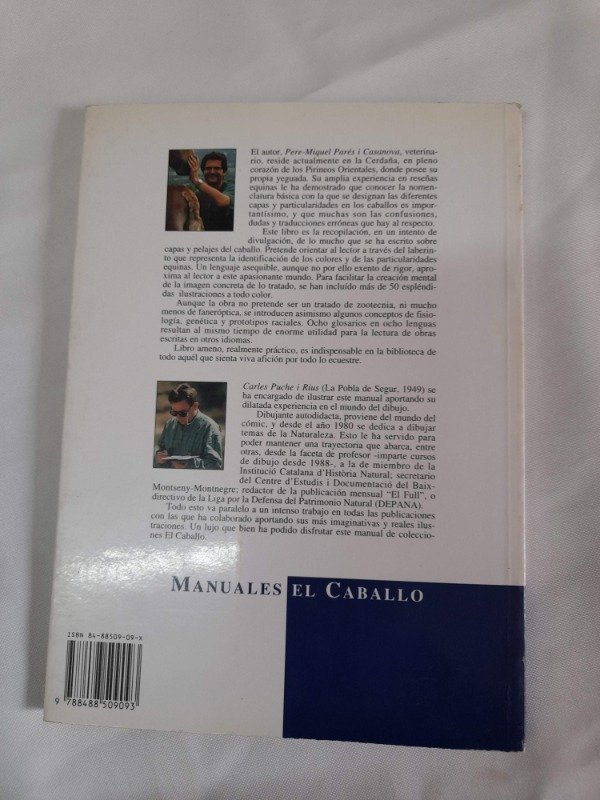 El autor, Pere-Miquel Parés i Casanova, veterina-
rio, reside actualmente en la Cerdaña, en pleno
corazón de los Pirineos Orientales, donde posee su
propia yeguada. Su amplia experiencia en reseñas
equinas le ha demostrado que conocer la nomen-
clatura básica con la que se designan las diferentes
capas y particularidades en los caballos es impor-
tantísimo, y que muchas son las confusiones,
dudas y traducciones erróneas que hay al respecto.
Este libro es la recopilación, en un intento de
divulgación, de lo mucho que se ha escrito sobre
capas y pelajes del caballo. Pretende orientar al lector a través del laberin-
to que representa la identificación de los colores y de las particularidades
equinas. Un lenguaje asequible, aunque no por ello exento de rigor, apro-
xima al lector a este apasionante mundo. Para facilitar la creación mental
de la imagen concreta de lo tratado, se han incluído más de 50 espléndi-
das ilustraciones a todo color.
Aunque la obra no pretende ser un tratado de zootecnia, ni mucho
menos de faneróptica, se introducen asimismo algunos conceptos de fisio-
logía, genética y prototipos raciales. Ocho glosarios en ocho lenguas
resultan al mismo tiempo de enorme utilidad para la lectura de obras
escritas en otros idiomas.
Libro ameno, realmente práctico, es indispensable en la biblioteca de
todo aquél que sienta viva afición por todo lo ecuestre.
Carles Puche i Rius (La Pobla de Segur, 1949) se
ha encargado de ilustrar este manual aportando su
dilatada experiencia en el mundo del dibujo.
Dibujante autodidacta, proviene del mundo del
cómic, y desde el año 1980 se dedica a dibujar
temas de la Naturaleza. Esto le ha servido para
poder mantener una trayectoria que abarca, entre
otras, desde la faceta de profesor -imparte cursos
de dibujo desde 1988-, a la de miembro de la
Institució Catalana d'Història Natural; secretario
del Centre d'Estudis i Documentació del Baix-
Montseny-Montnegre; redactor de la publicación mensual "El Full", o
directivo de la Liga por la Defensa del Patrimonio Natural (DEPANA).
Todo esto va paralelo a un intenso trabajo en todas las publicaciones
con las que ha colaborado aportando sus más imaginativas y reales ilus-
traciones. Un lujo que bien ha podido disfrutar este manual de coleccio-
nes El Caballo.
MANUALES EL CABALLO
ISBN 84-88509-09-X
9 788488 509093